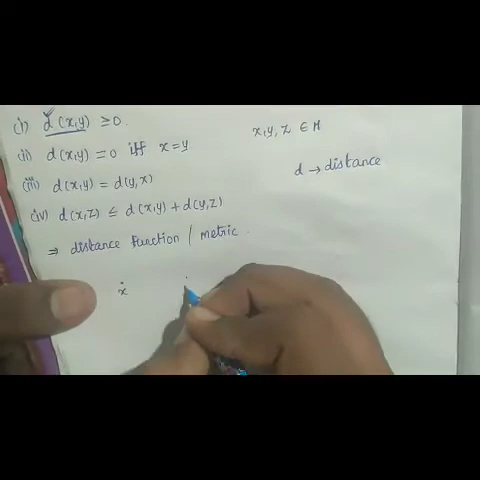 (i) d(x,y) ≥ 0.
(ii) d(x,y) = 0 iff x = y
(iii) d(x,y) = d(y,x)
(iv) d(x,z) ≤ d(x,y) + d(y,z)
⇒ distance function / metric.
x
x, y, z ∈ M
d → distance